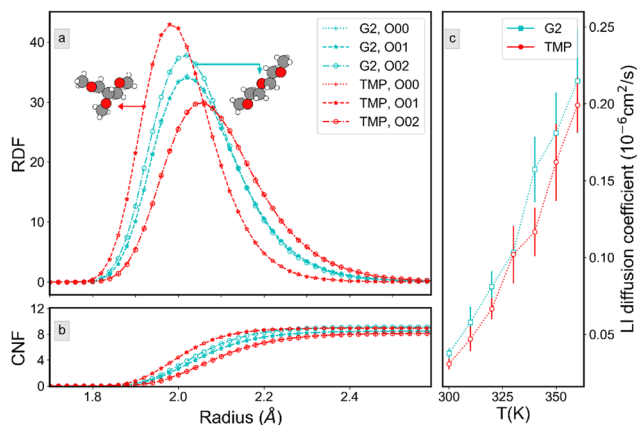 a
RDF
40
30
20
10
0
G2, O00
G2, O01
G2, O02
TMP, O00
TMP, O01
TMP, O02
b
CNF
12
8
4
0
1.8
2.0
2.2
2.4
Radius (Å)
c
G2
TMP
0.25
0.20
0.15
0.10
0.05
LI diffusion coefficient (10⁻⁶cm²/s)
300
325
350
T(K)